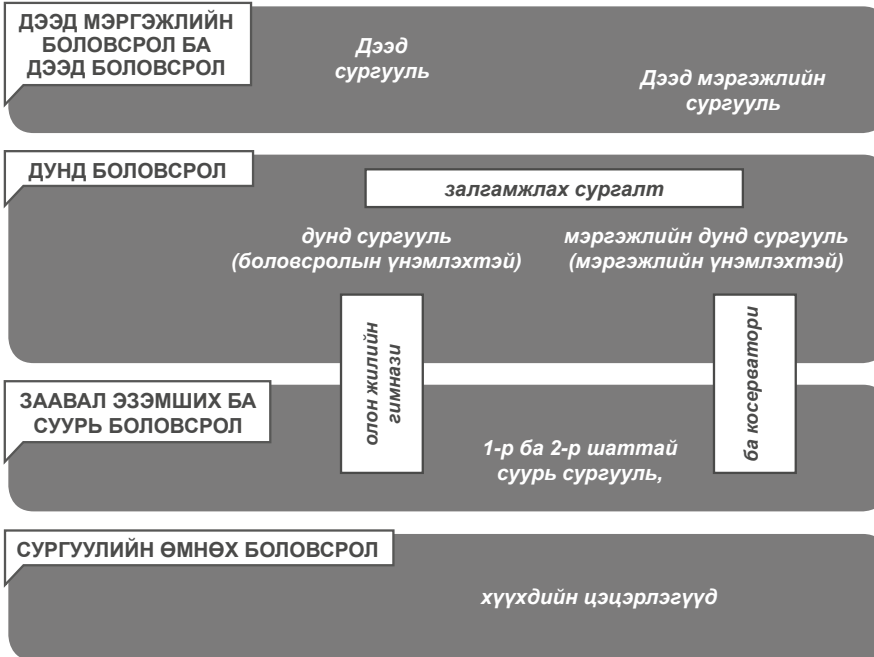 ДЭЭД МЭРГЭЖЛИЙН
БОЛОВСРОЛ БА
ДЭЭД БОЛОВСРОЛ
Дээд
сургууль
Дээд мэргэжлийн
сургууль
ДУНД БОЛОВСРОЛ
залгамжлах сургалт
дунд сургууль
(боловсролын үнэмлэхтэй)
мэргэжлийн дунд сургууль
(мэргэжлийн үнэмлэхтэй)
олон жилийн
гимнази
ба косерватори
ЗААВАЛ ЭЗЭМШИХ БА
СУУРЬ БОЛОВСРОЛ
1-р ба 2-р шаттай
суурь сургууль,
СУРГУУЛИЙН ӨМНӨХ БОЛОВСРОЛ
хүүхдийн цэцэрлэгүүд